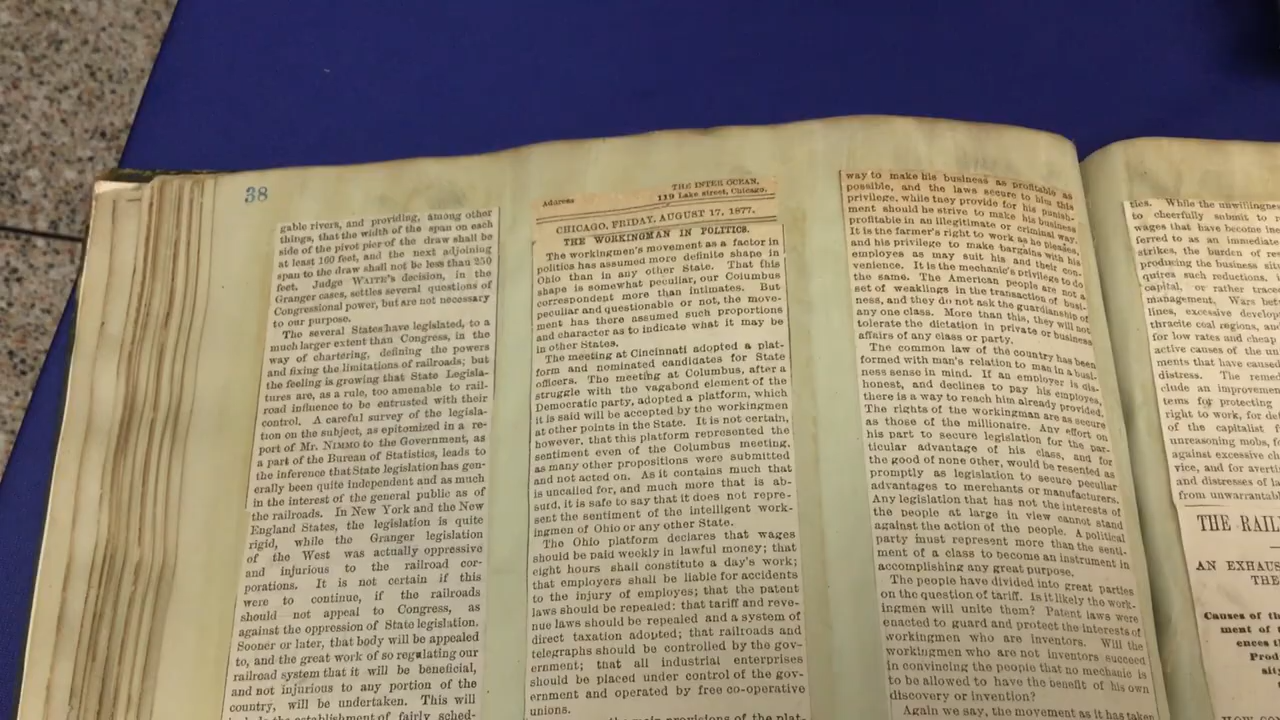 38
gable rivers, and providing, among other
things, that the width of the span on each
side of the pivot pier of the draw shall be
at least 160 feet, and the next adjoining
span to the draw shall not be less than 250
feet. Judge WAITE's decision, in the
Granger cases, settles several questions of
Congressional power, but are not necessary
to our purpose.
The several States have legislated, to a
much larger extent than Congress, in the
way of chartering, defining the powers
and fixing the limitations of railroads; but
the feeling is growing that State Legisla-
tures are, as a rule, too amenable to rail-
road influence to be entrusted with their
control. A careful survey of the legisla-
tion on the subject, as epitomized in a re-
port of Mr. NIMMO to the Government, as
a part of the Bureau of Statistics, leads to
the inference that State legislation has gen-
erally been quite independent and as much
in the interest of the general public as of
the railroads. In New York and the New
England States, the legislation is quite
rigid, while the Granger legislation
of the West was actually oppressive
and injurious to the railroad cor-
porations. It is not certain if this
were to continue, if the railroads
should not appeal to Congress, as
against the oppression of State legislation.
Sooner or later, that body will be appealed
to, and the great work of so regulating our
railroad system that it will be beneficial,
and not injurious to any portion of the
country, will be undertaken. This will
establishment of fairly sched-
THE INTER OCEAN,
Address 119 Lake street, Chicago.
CHICAGO, FRIDAY, AUGUST 17, 1877.
THE WORKINGMAN IN POLITICS.
The workingmen's movement as a factor in
politics has assumed more definite shape in
Ohio than in any other State. That this
shape is somewhat peculiar, our Columbus
correspondent more than intimates. But
peculiar and questionable or not, the move-
ment has there assumed such proportions
and character as to indicate what it may be
in other States.
The meeting at Cincinnati adopted a plat-
form and nominated candidates for State
officers. The meeting at Columbus, after a
struggle with the vagabond element of the
Democratic party, adopted a platform, which
it is said will be accepted by the workingmen
at other points in the State. It is not certain,
however, that this platform represented the
sentiment even of the Columbus meeting,
as many other propositions were submitted
and not acted on. As it contains much that
is uncalled for, and much more that is ab-
surd, it is safe to say that it does not repre-
sent the sentiment of the intelligent work-
ingmen of Ohio or any other State.
The Ohio platform declares that wages
should be paid weekly in lawful money; that
eight hours shall constitute a day's work;
that employers shall be liable for accidents
to the injury of employes; that the patent
laws should be repealed: that tariff and reve-
nue laws should be repealed and a system of
direct taxation adopted; that railroads and
telegraphs should be controlled by the gov-
ernment; that all industrial enterprises
should be placed under control of the gov-
ernment and operated by free co-operative
unions.
main provisions of the plat-
way to make his business as profitable as
possible, and the laws secure to him this
privilege, while they provide for his punish-
ment should he strive to make his business
profitable in an illegitimate or criminal way.
It is the farmer's right to work as he pleases,
and his privilege to make bargains with his
employes as may suit his and their con-
venience. It is the mechanic's privilege to do
the same. The American people are not a
set of weaklings in the transaction of busi-
ness, and they do not ask the guardianship of
any one class. More than this, they will not
tolerate the dictation in private or business
affairs of any class or party.
The common law of the country has been
formed with man's relation to man in a busi-
ness sense in mind. If an employer is dis-
honest, and declines to pay his employes,
there is a way to reach him already provided.
The rights of the workingman are as secure
as those of the millionaire. Any effort on
his part to secure legislation for the par-
ticular advantage of his class, and for
the good of none other, would be resented as
promptly as legislation to secure peculiar
advantages to merchants or manufacturers.
Any legislation that has not the interests of
the people at large in view cannot stand
against the action of the people. A political
party must represent more than the senti-
ment of a class to become an instrument in
accomplishing any great purpose.
The people have divided into great parties
on the question of tariff. Is it likely the work-
ingmen will unite them? Patent laws were
enacted to guard and protect the interests of
workingmen who are inventors. Will the
workingmen who are not inventors succeed
in convincing the people that no mechanic is
to be allowed to have the benefit of his own
discovery or invention?
Again we say, the movement as it has taken
tics. While the unwillingness
to cheerfully submit to
wages that have become
ferred to as an immediate
strikes, the burden of
producing the business
quires such reductions.
capital, or rather
management. Wars
lines, excessive
thracite coal regions,
for low rates and cheap
active causes of the
ments that have caused
distress. The
clude an
tems for protecting
right to work, for
of the capitalist
unreasoning mobs,
against excessive
vice, and for
and distresses of
from
THE
AN
THE
Causes of
ment of